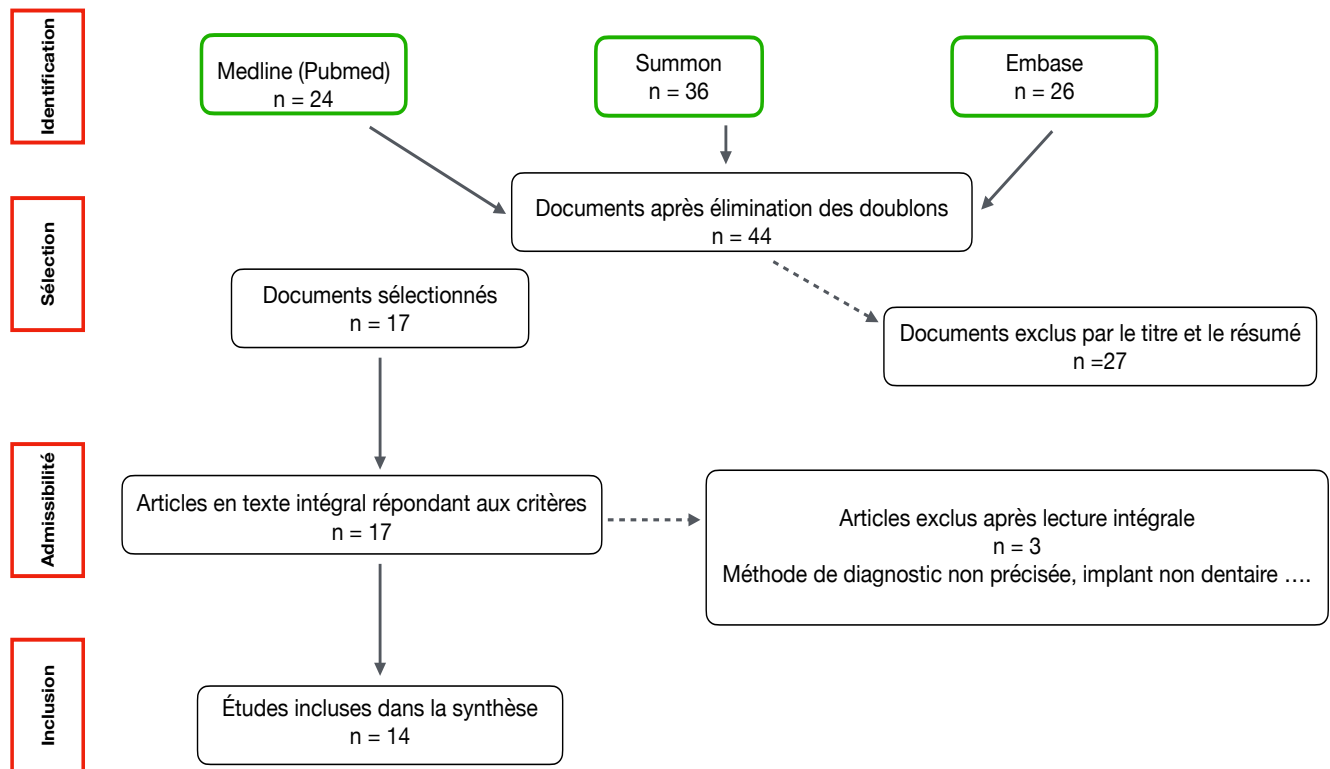 Identification
Medline (Pubmed)
n = 24
Summon
n = 36
Embase
n = 26
Sélection
Documents après élimination des doublons
n = 44
Documents sélectionnés
n = 17
Documents exclus par le titre et le résumé
n =27
Admissibilité
Articles en texte intégral répondant aux critères
n = 17
Articles exclus après lecture intégrale
n = 3
Méthode de diagnostic non précisée, implant non dentaire ….
Inclusion
Études incluses dans la synthèse
n = 14